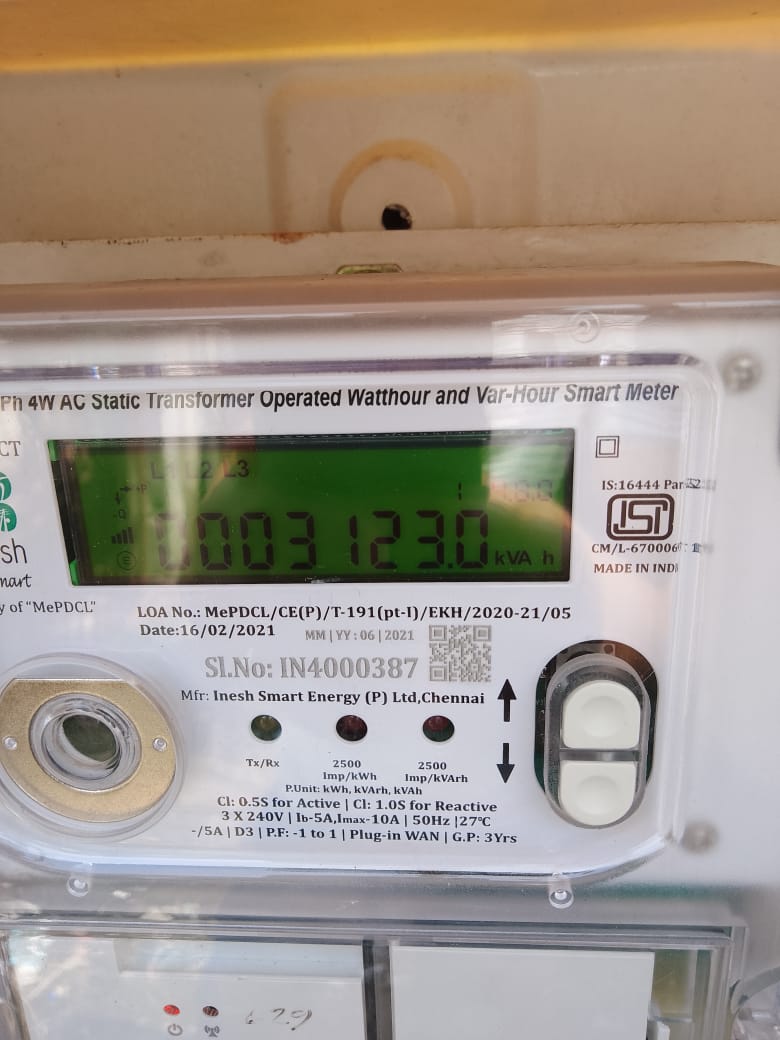 Ph 4W AC Static Transformer Operated Watthour and Var-Hour Smart Meter
CT
L1 L2 L3
0003123.0 kVA h
IS:16444
ISI
CM/L-670006
MADE IN INDI
sh
mart
y of "MePDCL"
LOA No.: MePDCL/CE(P)/T-191(pt-I)/EKH/2020-21/05
Date:16/02/2021 MM | YY : 06 | 2021
Sl.No: IN4000387
Mfr: Inesh Smart Energy (P) Ltd,Chennai
Tx/Rx
2500 Imp/kWh
2500 Imp/kVArh
P.Unit: kWh, kVArh, kVAh
Cl: 0.5S for Active | Cl: 1.0S for Reactive
3 X 240V | Ib-5A,Imax-10A | 50Hz |27℃
-/5A | D3 | P.F: -1 to 1 | Plug-in WAN | G.P: 3Yrs